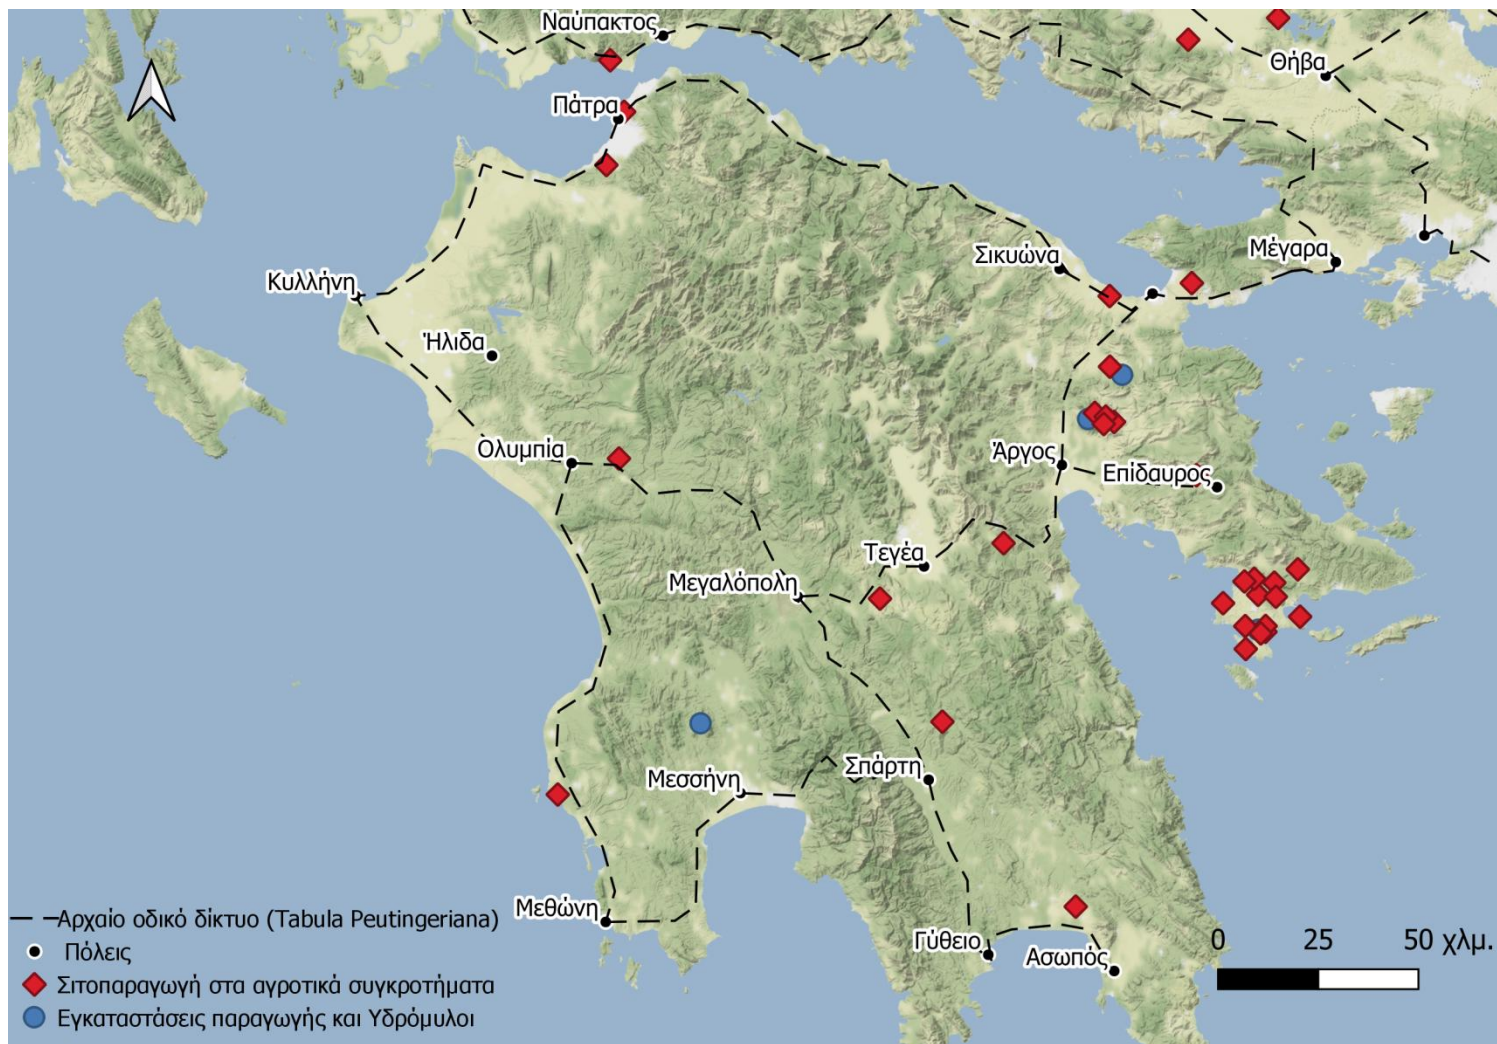 Ναύπακτος
Θήβα
Πάτρα
Σικυώνα
Μέγαρα
Κυλλήνη
Ήλιδα
Ολυμπία
Άργος
Επίδαυρος
Τεγέα
Μεγαλόπολη
Μεσσήνη
Σπάρτη
Μεθώνη
Γύθειο
Ασωπός
Αρχαίο οδικό δίκτυο (Tabula Peutingeriana)
Πόλεις
Σιτοπαραγωγή στα αγροτικά συγκροτήματα
Εγκαταστάσεις παραγωγής και Υδρόμυλοι
0 25 50 χλμ.